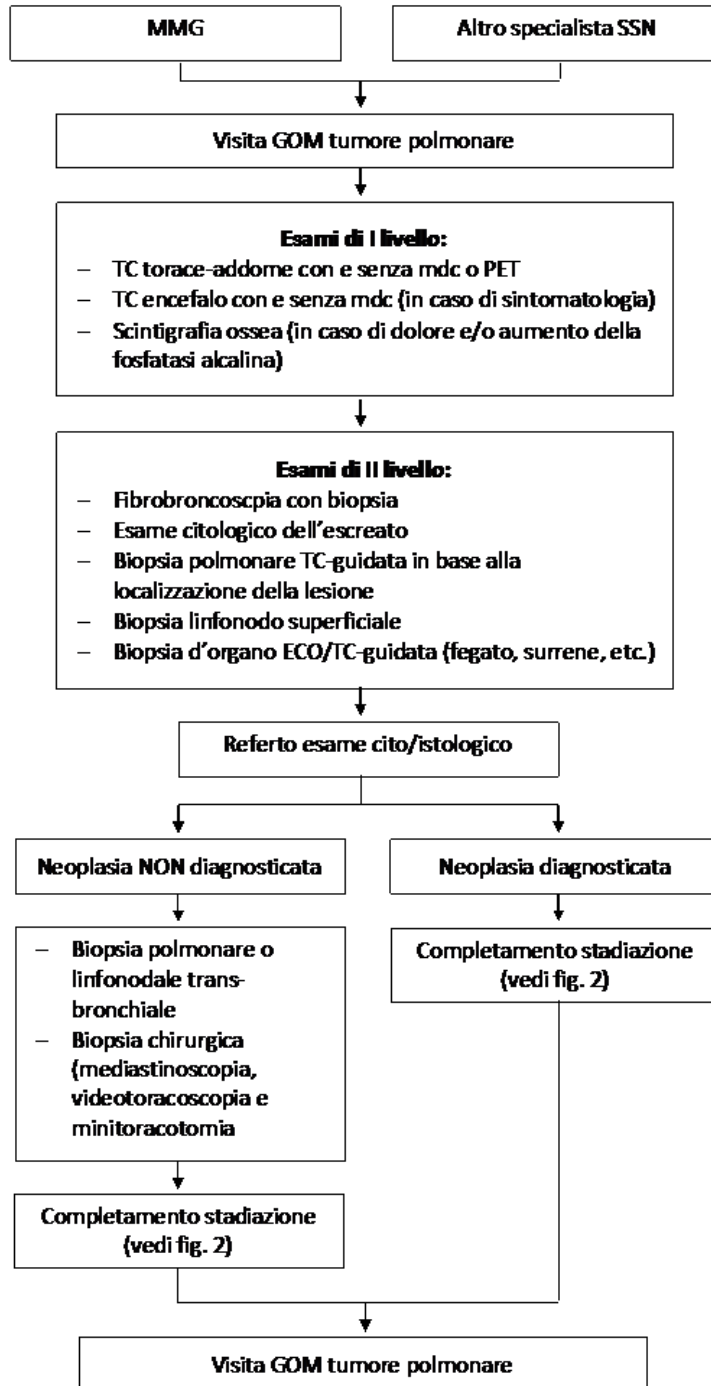 MMG
Altro specialista SSN
Visita GOM tumore polmonare
Esami di I livello:
– TC torace-addome con e senza mdc o PET
– TC encefalo con e senza mdc (in caso di sintomatologia)
– Scintigrafia ossea (in caso di dolore e/o aumento della
fosfatasi alcalina)
Esami di II livello:
– Fibrobroncoscpia con biopsia
– Esame citologico dell'escreato
– Biopsia polmonare TC-guidata in base alla
localizzazione della lesione
– Biopsia linfonodo superficiale
– Biopsia d'organo ECO/TC-guidata (fegato, surrene, etc.)
Referto esame cito/istologico
Neoplasia NON diagnosticata
Neoplasia diagnosticata
– Biopsia polmonare o
linfonodale trans-
bronchiale
– Biopsia chirurgica
(mediastinoscopia,
videotoracoscopia e
minitoracotomia
Completamento stadiazione
(vedi fig. 2)
Completamento stadiazione
(vedi fig. 2)
Visita GOM tumore polmonare